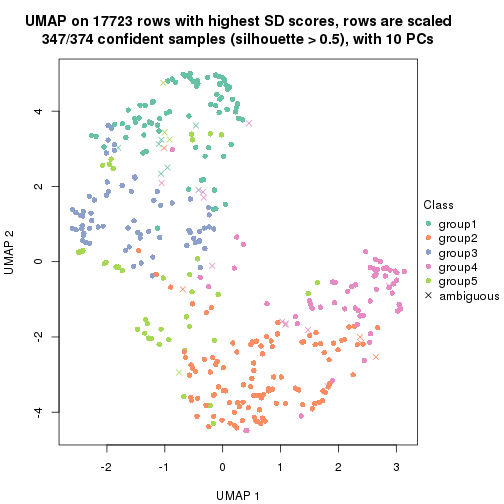 UMAP on 17723 rows with highest SD scores, rows are scaled
347/374 confident samples (silhouette > 0.5), with 10 PCs
4
2
0
-2
-4
UMAP 2
-2
-1
0
1
2
3
UMAP 1
Class
group1
group2
group3
group4
group5
ambiguous